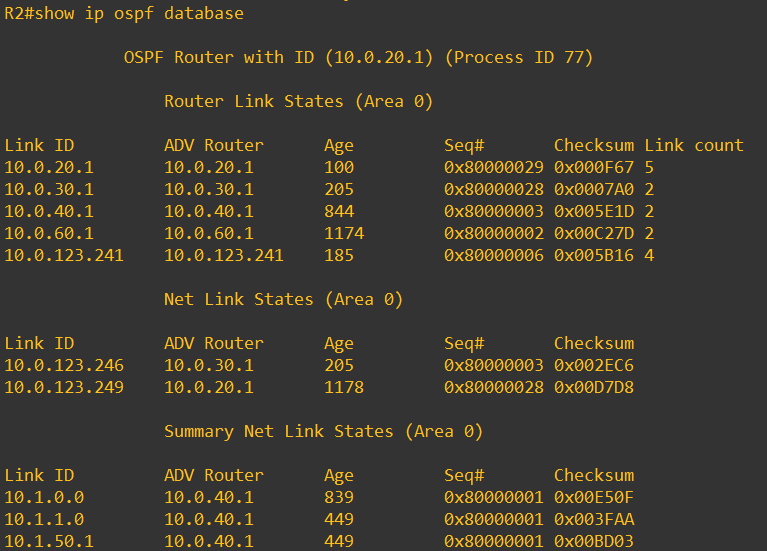 R2#show ip ospf database
OSPF Router with ID (10.0.20.1) (Process ID 77)
Router Link States (Area 0)
Link ID ADV Router Age Seq# Checksum Link count
10.0.20.1 10.0.20.1 100 0x80000029 0x000F67 5
10.0.30.1 10.0.30.1 205 0x80000028 0x0007A0 2
10.0.40.1 10.0.40.1 844 0x80000003 0x005E1D 2
10.0.60.1 10.0.60.1 1174 0x80000002 0x00C27D 2
10.0.123.241 10.0.123.241 185 0x80000006 0x005B16 4
Net Link States (Area 0)
Link ID ADV Router Age Seq# Checksum
10.0.123.246 10.0.30.1 205 0x80000003 0x002EC6
10.0.123.249 10.0.20.1 1178 0x80000028 0x00D7D8
Summary Net Link States (Area 0)
Link ID ADV Router Age Seq# Checksum
10.1.0.0 10.0.40.1 839 0x80000001 0x00E50F
10.1.1.0 10.0.40.1 449 0x80000001 0x003FAA
10.1.50.1 10.0.40.1 449 0x80000001 0x00BD03